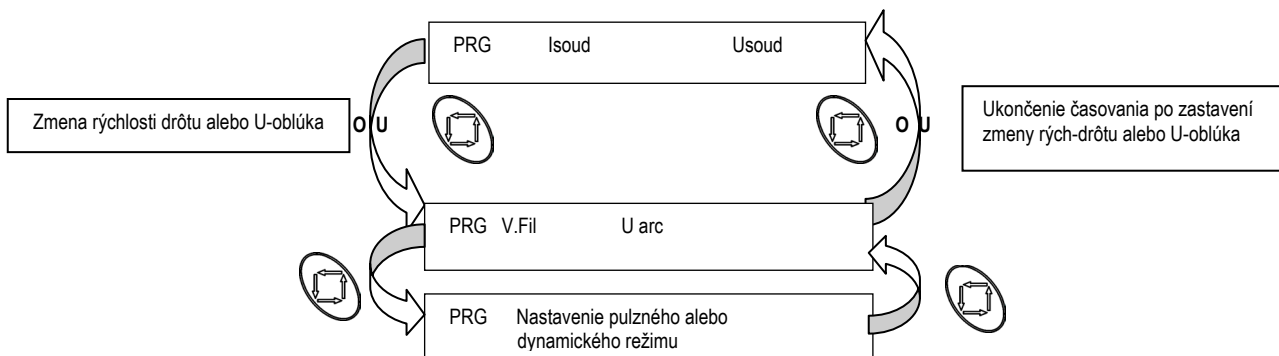 PRG Isoud Usoud
Zmena rýchlosti drôtu alebo U-oblúka
O U
O U
Ukončenie časovania po zastavení
zmeny rých-drôtu alebo U-oblúka
PRG V.Fil U arc
PRG Nastavenie pulzného alebo
dynamického režimu